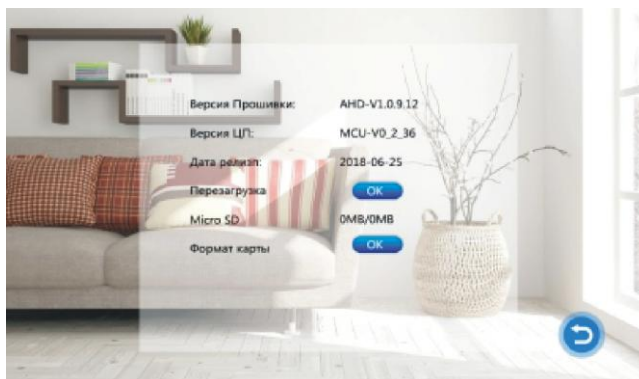 Версия Прошивки: AHD-V1.0.9.12
Версия ЦП: MCU-V0_2_36
Дата релизп: 2018-06-25
Перезагрузка OK
Micro SD 0MB/0MB
Формат карты OK